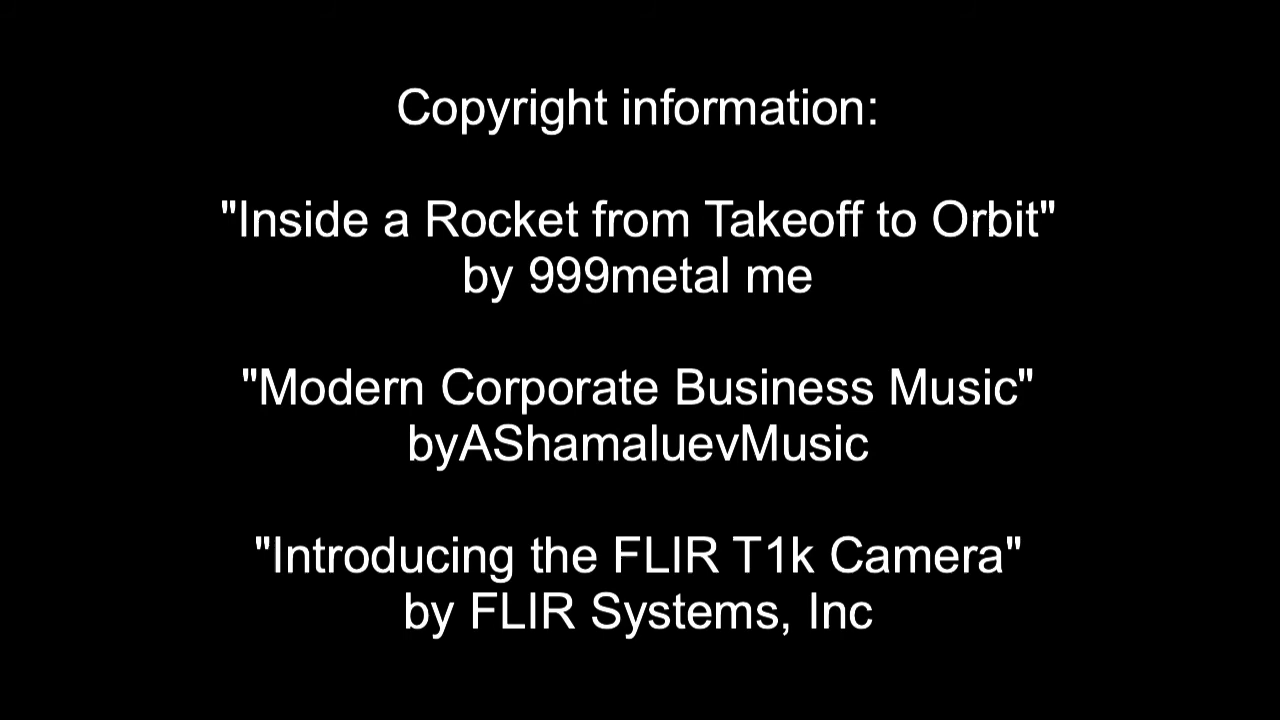 Copyright information:
"Inside a Rocket from Takeoff to Orbit"
by 999metal me
"Modern Corporate Business Music"
byAShamaluevMusic
"Introducing the FLIR T1k Camera"
by FLIR Systems, Inc